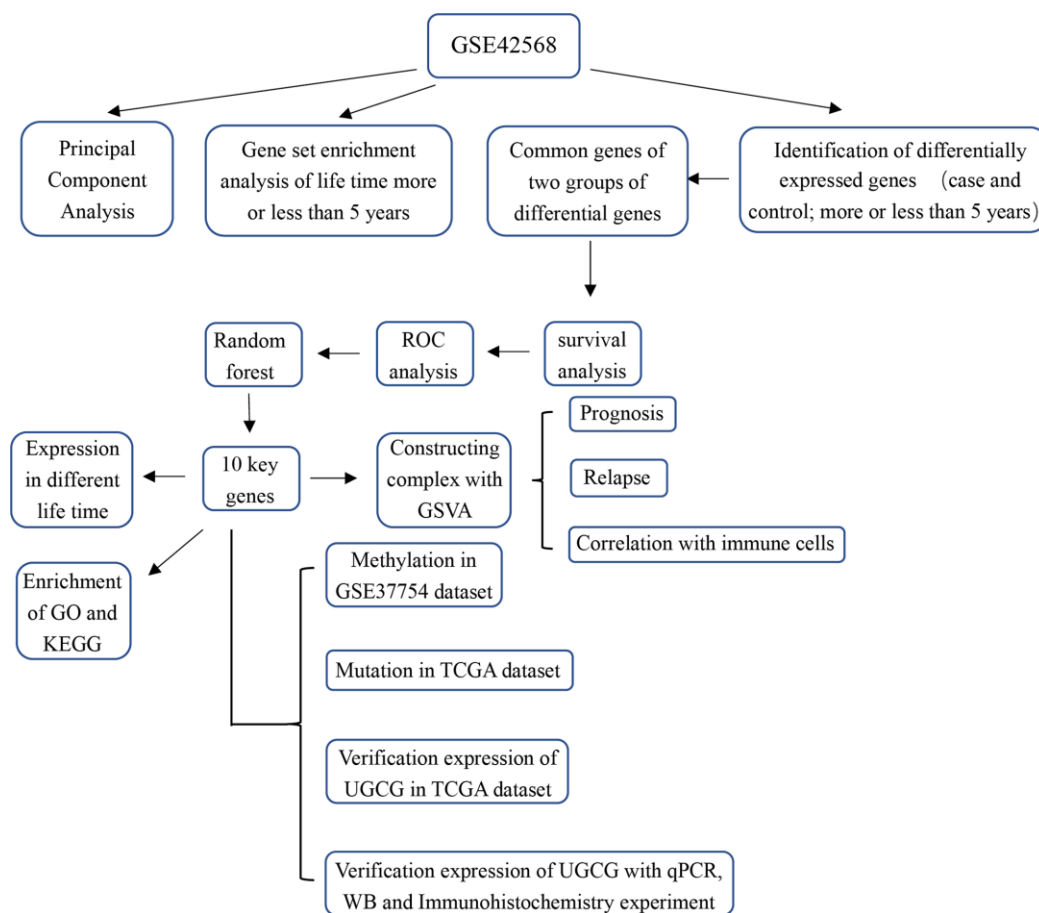 GSE42568
Principal
Component
Analysis
Gene set enrichment
analysis of life time more
or less than 5 years
Common genes of
two groups of
differential genes
Identification of differentially
expressed genes (case and
control; more or less than 5 years)
Random
forest
ROC
analysis
survival
analysis
Expression
in different
life time
10 key
genes
Constructing
complex with
GSVA
Prognosis
Relapse
Correlation with immune cells
Enrichment
of GO and
KEGG
Methylation in
GSE37754 dataset
Mutation in TCGA dataset
Verification expression of
UGCG in TCGA dataset
Verification expression of UGCG with qPCR,
WB and Immunohistochemistry experiment